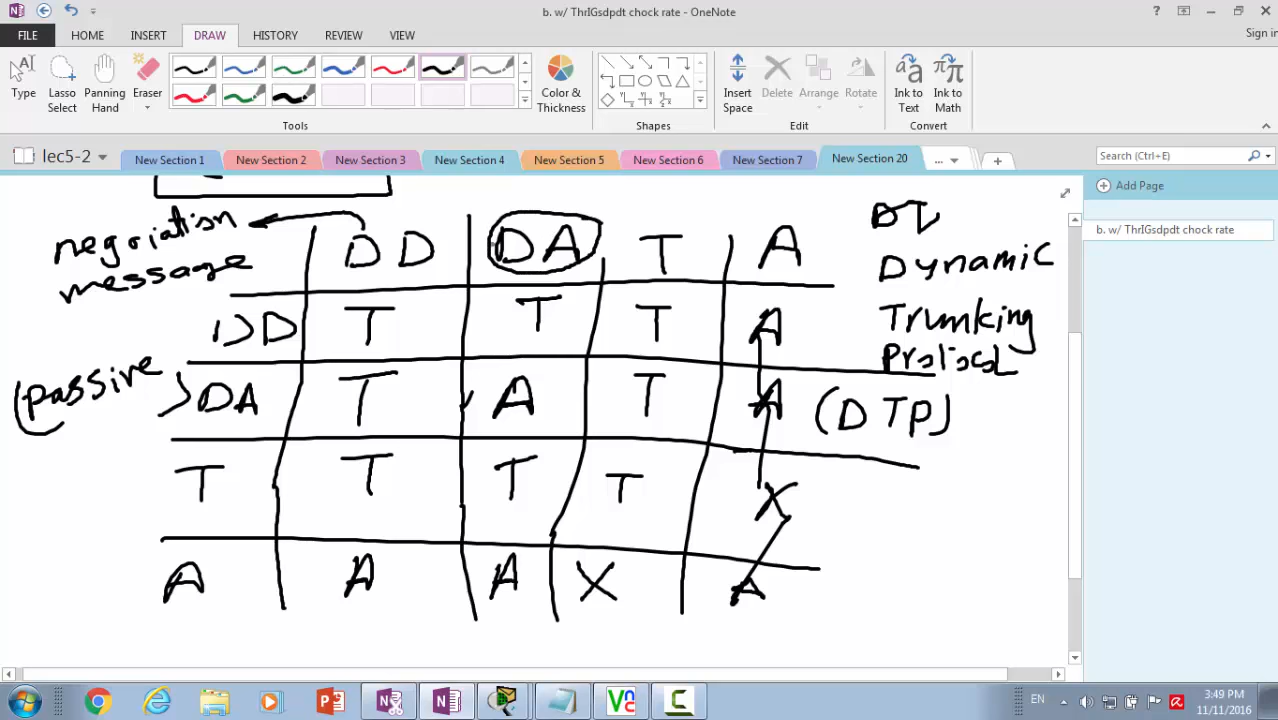 b. w/ ThrIGsdpdt chock rate - OneNote
Sign in
FILE HOME INSERT DRAW HISTORY REVIEW VIEW
Type Lasso Select Panning Hand Eraser Color & Thickness Insert Space Delete Arrange Rotate Ink to Text Ink to Math
Tools Shapes Edit Convert
lec5-2 New Section 1 New Section 2 New Section 3 New Section 4 New Section 5 New Section 6 New Section 7 New Section 20 ... Search (Ctrl+E)
Add Page
b. w/ ThrIGsdpdt chock rate
negoriation
message
DD DA T A
DD T T T A
(passive) DA T A T A
T T T T X
A A A X A
Dynamic
Trumking
Protocol
(DTP)
EN
3:49 PM
11/11/2016